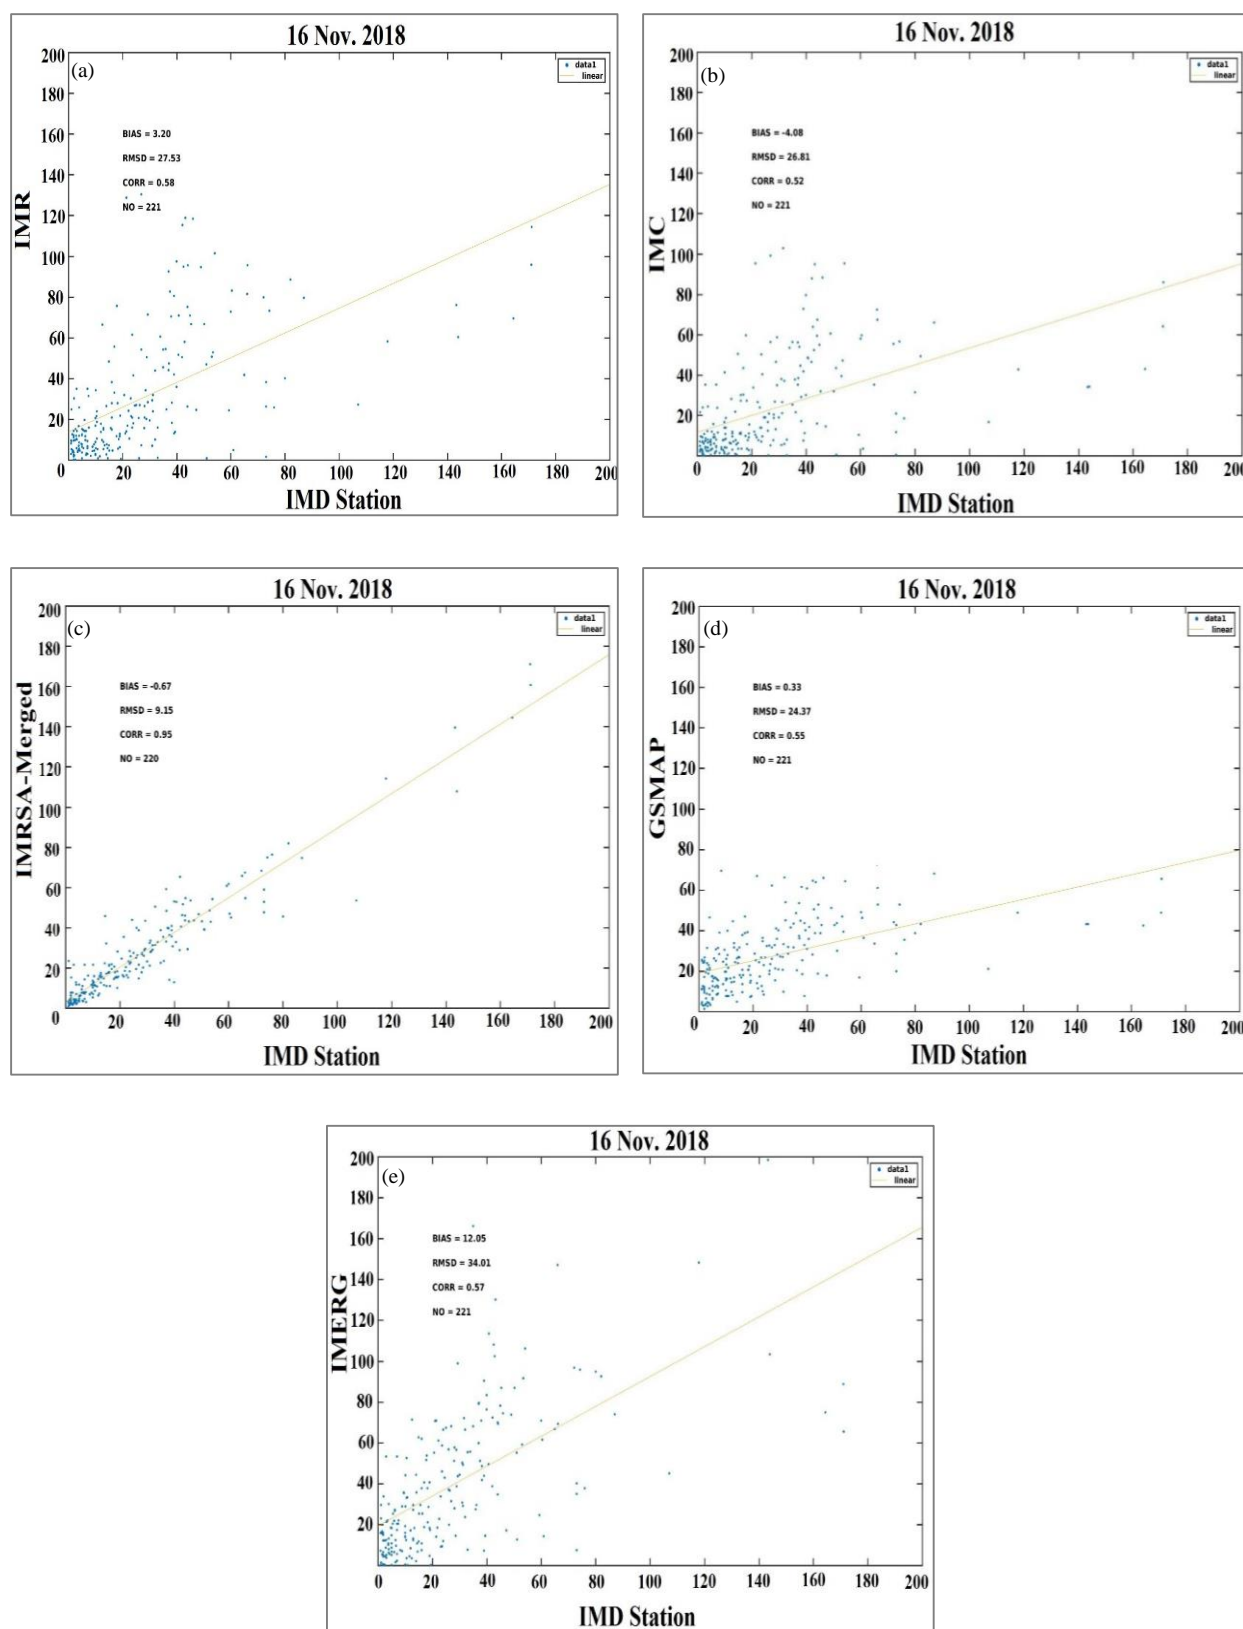 16 Nov. 2018
(a)
data1
linear
200
180
160
140
120
100
80
60
40
20
BIAS = 3.20
RMSD = 27.53
CORR = 0.58
NO = 221
IMR
0 20 40 60 80 100 120 140 160 180 200
IMD Station
16 Nov. 2018
(b)
data1
linear
200
180
160
140
120
100
80
60
40
20
BIAS = -4.08
RMSD = 26.81
CORR = 0.52
NO = 221
IMC
0 20 40 60 80 100 120 140 160 180 200
IMD Station
16 Nov. 2018
(c)
data1
linear
200
180
160
140
120
100
80
60
40
20
BIAS = -0.67
RMSD = 9.15
CORR = 0.95
NO = 220
IMRSA-Merged
0 20 40 60 80 100 120 140 160 180 200
IMD Station
16 Nov. 2018
(d)
data1
linear
200
180
160
140
120
100
80
60
40
20
BIAS = 0.33
RMSD = 24.37
CORR = 0.55
NO = 221
GSMAP
0 20 40 60 80 100 120 140 160 180 200
IMD Station
16 Nov. 2018
(e)
data1
linear
200
180
160
140
120
100
80
60
40
20
BIAS = 12.05
RMSD = 34.01
CORR = 0.57
NO = 221
IMERG
0 20 40 60 80 100 120 140 160 180 200
IMD Station